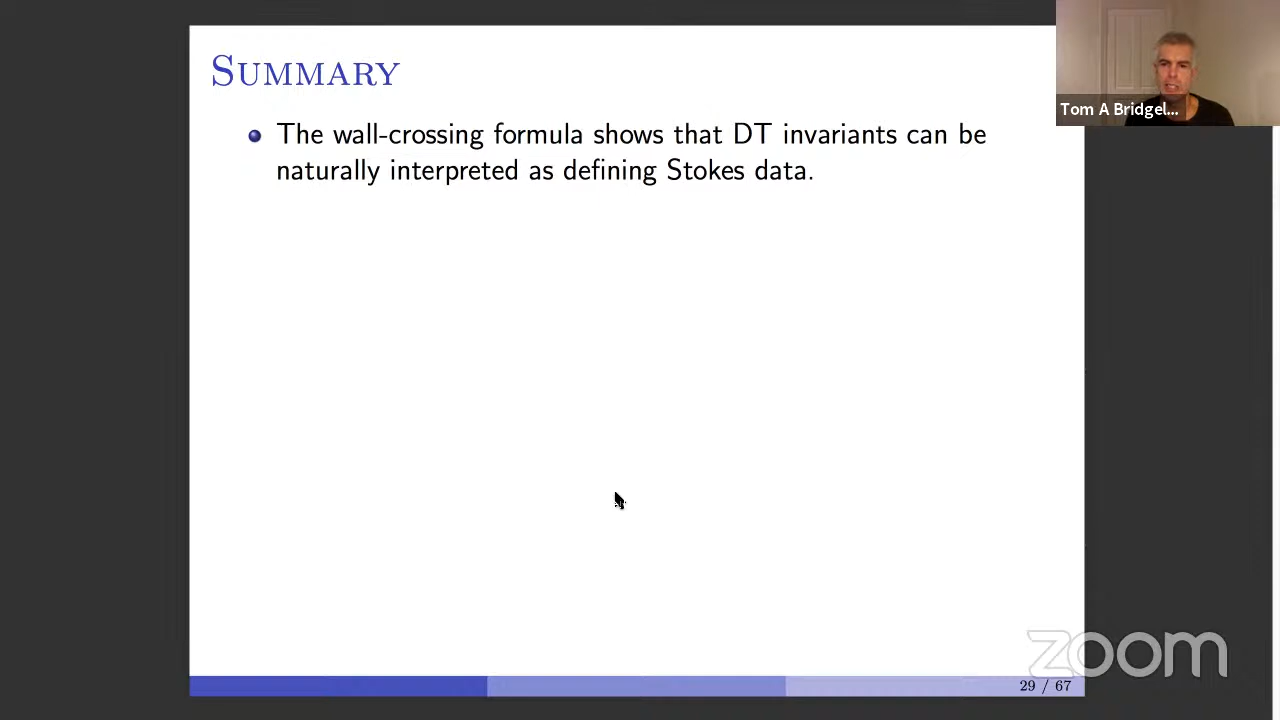 SUMMARY
The wall-crossing formula shows that DT invariants can be
naturally interpreted as defining Stokes data.
Tom A Bridgel...
zoom
29 / 67